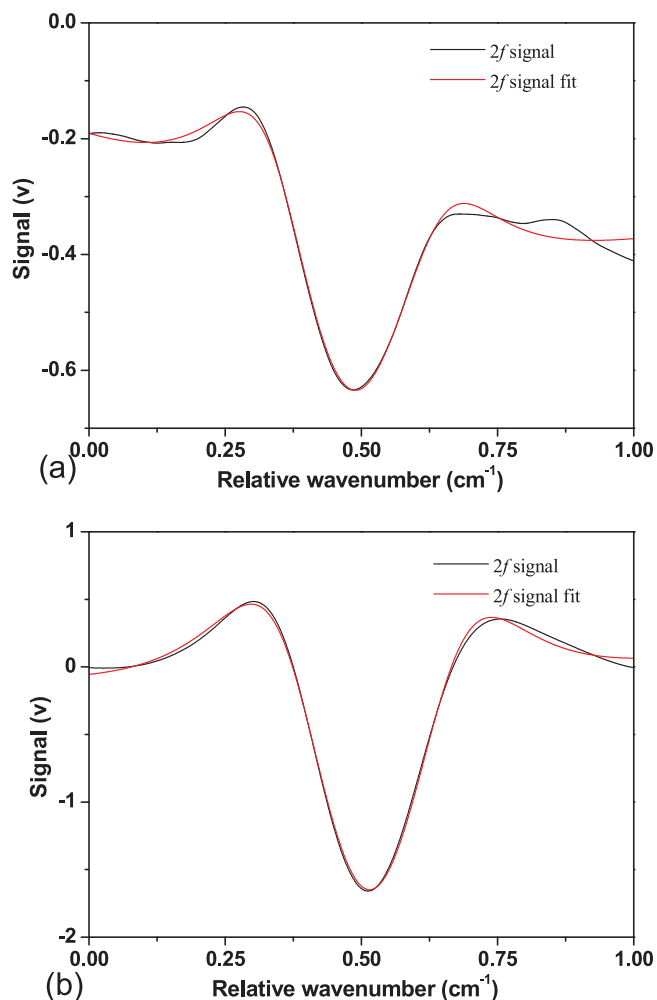 0.0
2f signal
2f signal fit
-0.2
Signal (v)
-0.4
-0.6
0.00 0.25 0.50 0.75 1.00
(a)
Relative wavenumber (cm-1)
1
2f signal
2f signal fit
0
Signal (v)
-1
-2
0.00 0.25 0.50 0.75 1.00
(b)
Relative wavenumber (cm-1)